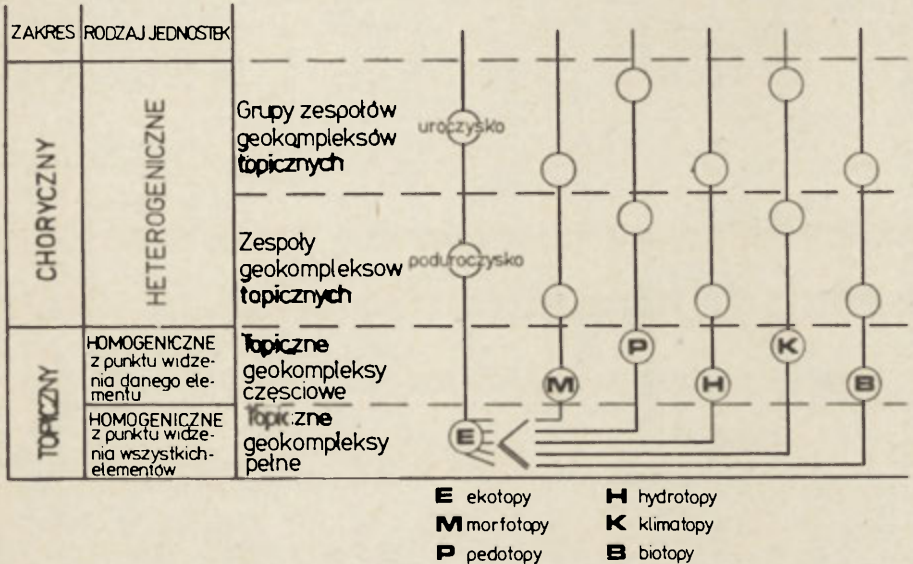 ZAKRES RODZAJ JEDNOSTEK
CHORYCZNY
HETEROGENICZNE
Grupy zespołów
geokompleksów
topicznych
uroczysko
Zespoły
geokompleksow
topicznych
poduroczysko
TOPICZNY
HOMOGENICZNE
z punktu widze-
nia danego ele-
mentu
Topiczne
geokompleksy
częsciowe
M P H K B
HOMOGENICZNE
z punktu widze-
nia wszystkich-
elementów
Topiczne
geokompleksy
pełne
E
E ekotopy
M morfotopy
P pedotopy
H hydrotopy
K klimatopy
B biotopy